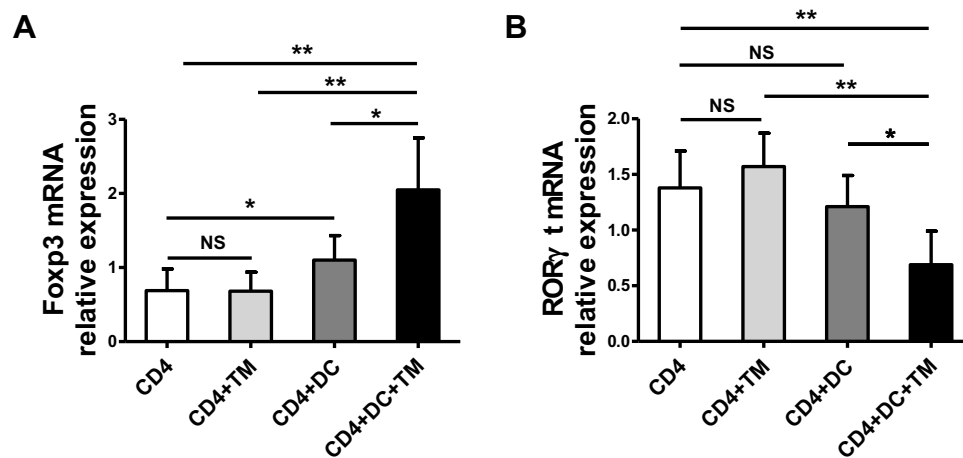 A
**
**
*
*
NS
Foxp3 mRNA
relative expression
3
2
1
0
CD4
CD4+TM
CD4+DC
CD4+DC+TM
B
**
NS
**
NS
*
RORγ t mRNA
relative expression
2.0
1.5
1.0
0.5
0.0
CD4
CD4+TM
CD4+DC
CD4+DC+TM